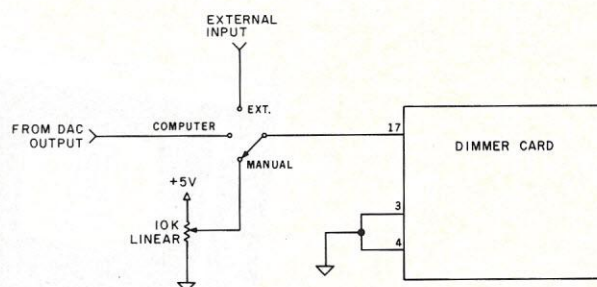 EXTERNAL
INPUT
EXT.
FROM DAC
OUTPUT
COMPUTER
17
DIMMER CARD
MANUAL
+5V
10K
LINEAR
3
4